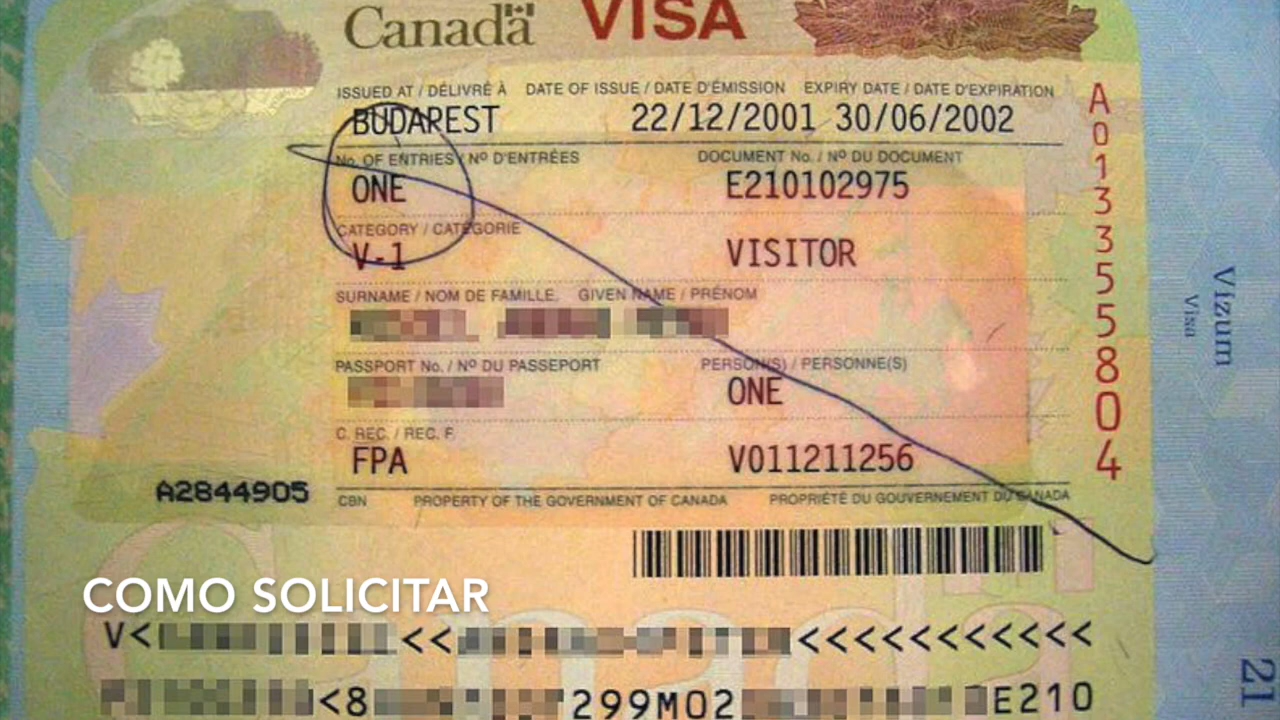 Canada VISA
ISSUED AT / DÉLIVRÉ À DATE OF ISSUE / DATE D'ÉMISSION EXPIRY DATE / DATE D'EXPIRATION
BUDAREST 22/12/2001 30/06/2002
No. OF ENTRIES / Nº D'ENTRÉES DOCUMENT No. / Nº DU DOCUMENT
ONE E210102975
CATEGORY / CATÉGORIE
V-1 VISITOR
SURNAME / NOM DE FAMILLE, GIVEN NAME / PRÉNOM
PASSPORT No. / Nº DU PASSEPORT PERSON(S) / PERSONNE(S)
ONE
C. REC. / REC. F.
FPA V011211256
A2844905 CBN PROPERTY OF THE GOVERNMENT OF CANADA PROPRIÉTÉ DU GOUVERNEMENT DU CANADA
A013355804
Vizum
Visa
COMO SOLICITAR
V< << <<<<<<<<<<<
<8 299M02 E210
21
Canada